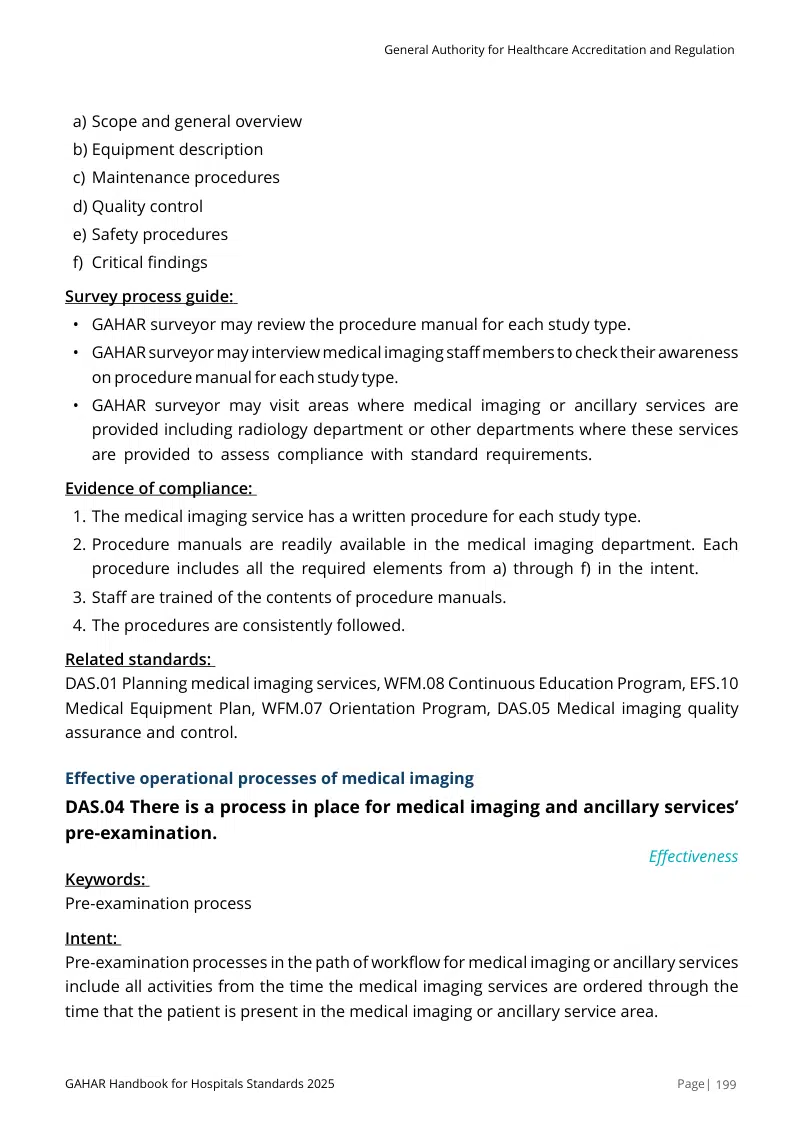 General Authority for Healthcare Accreditation and Regulation
a) Scope and general overview
b) Equipment description
c) Maintenance procedures
d) Quality control
e) Safety procedures
f) Critical findings
Survey process guide:
• GAHAR surveyor may review the procedure manual for each study type.
• GAHAR surveyor may interview medical imaging staff members to check their awareness
on procedure manual for each study type.
• GAHAR surveyor may visit areas where medical imaging or ancillary services are
provided including radiology department or other departments where these services
are provided to assess compliance with standard requirements.
Evidence of compliance:
1. The medical imaging service has a written procedure for each study type.
2. Procedure manuals are readily available in the medical imaging department. Each
procedure includes all the required elements from a) through f) in the intent.
3. Staff are trained of the contents of procedure manuals.
4. The procedures are consistently followed.
Related standards:
DAS.01 Planning medical imaging services, WFM.08 Continuous Education Program, EFS.10
Medical Equipment Plan, WFM.07 Orientation Program, DAS.05 Medical imaging quality
assurance and control.
Effective operational processes of medical imaging
DAS.04 There is a process in place for medical imaging and ancillary services’
pre-examination.
Effectiveness
Keywords:
Pre-examination process
Intent:
Pre-examination processes in the path of workflow for medical imaging or ancillary services
include all activities from the time the medical imaging services are ordered through the
time that the patient is present in the medical imaging or ancillary service area.
GAHAR Handbook for Hospitals Standards 2025
Page| 199